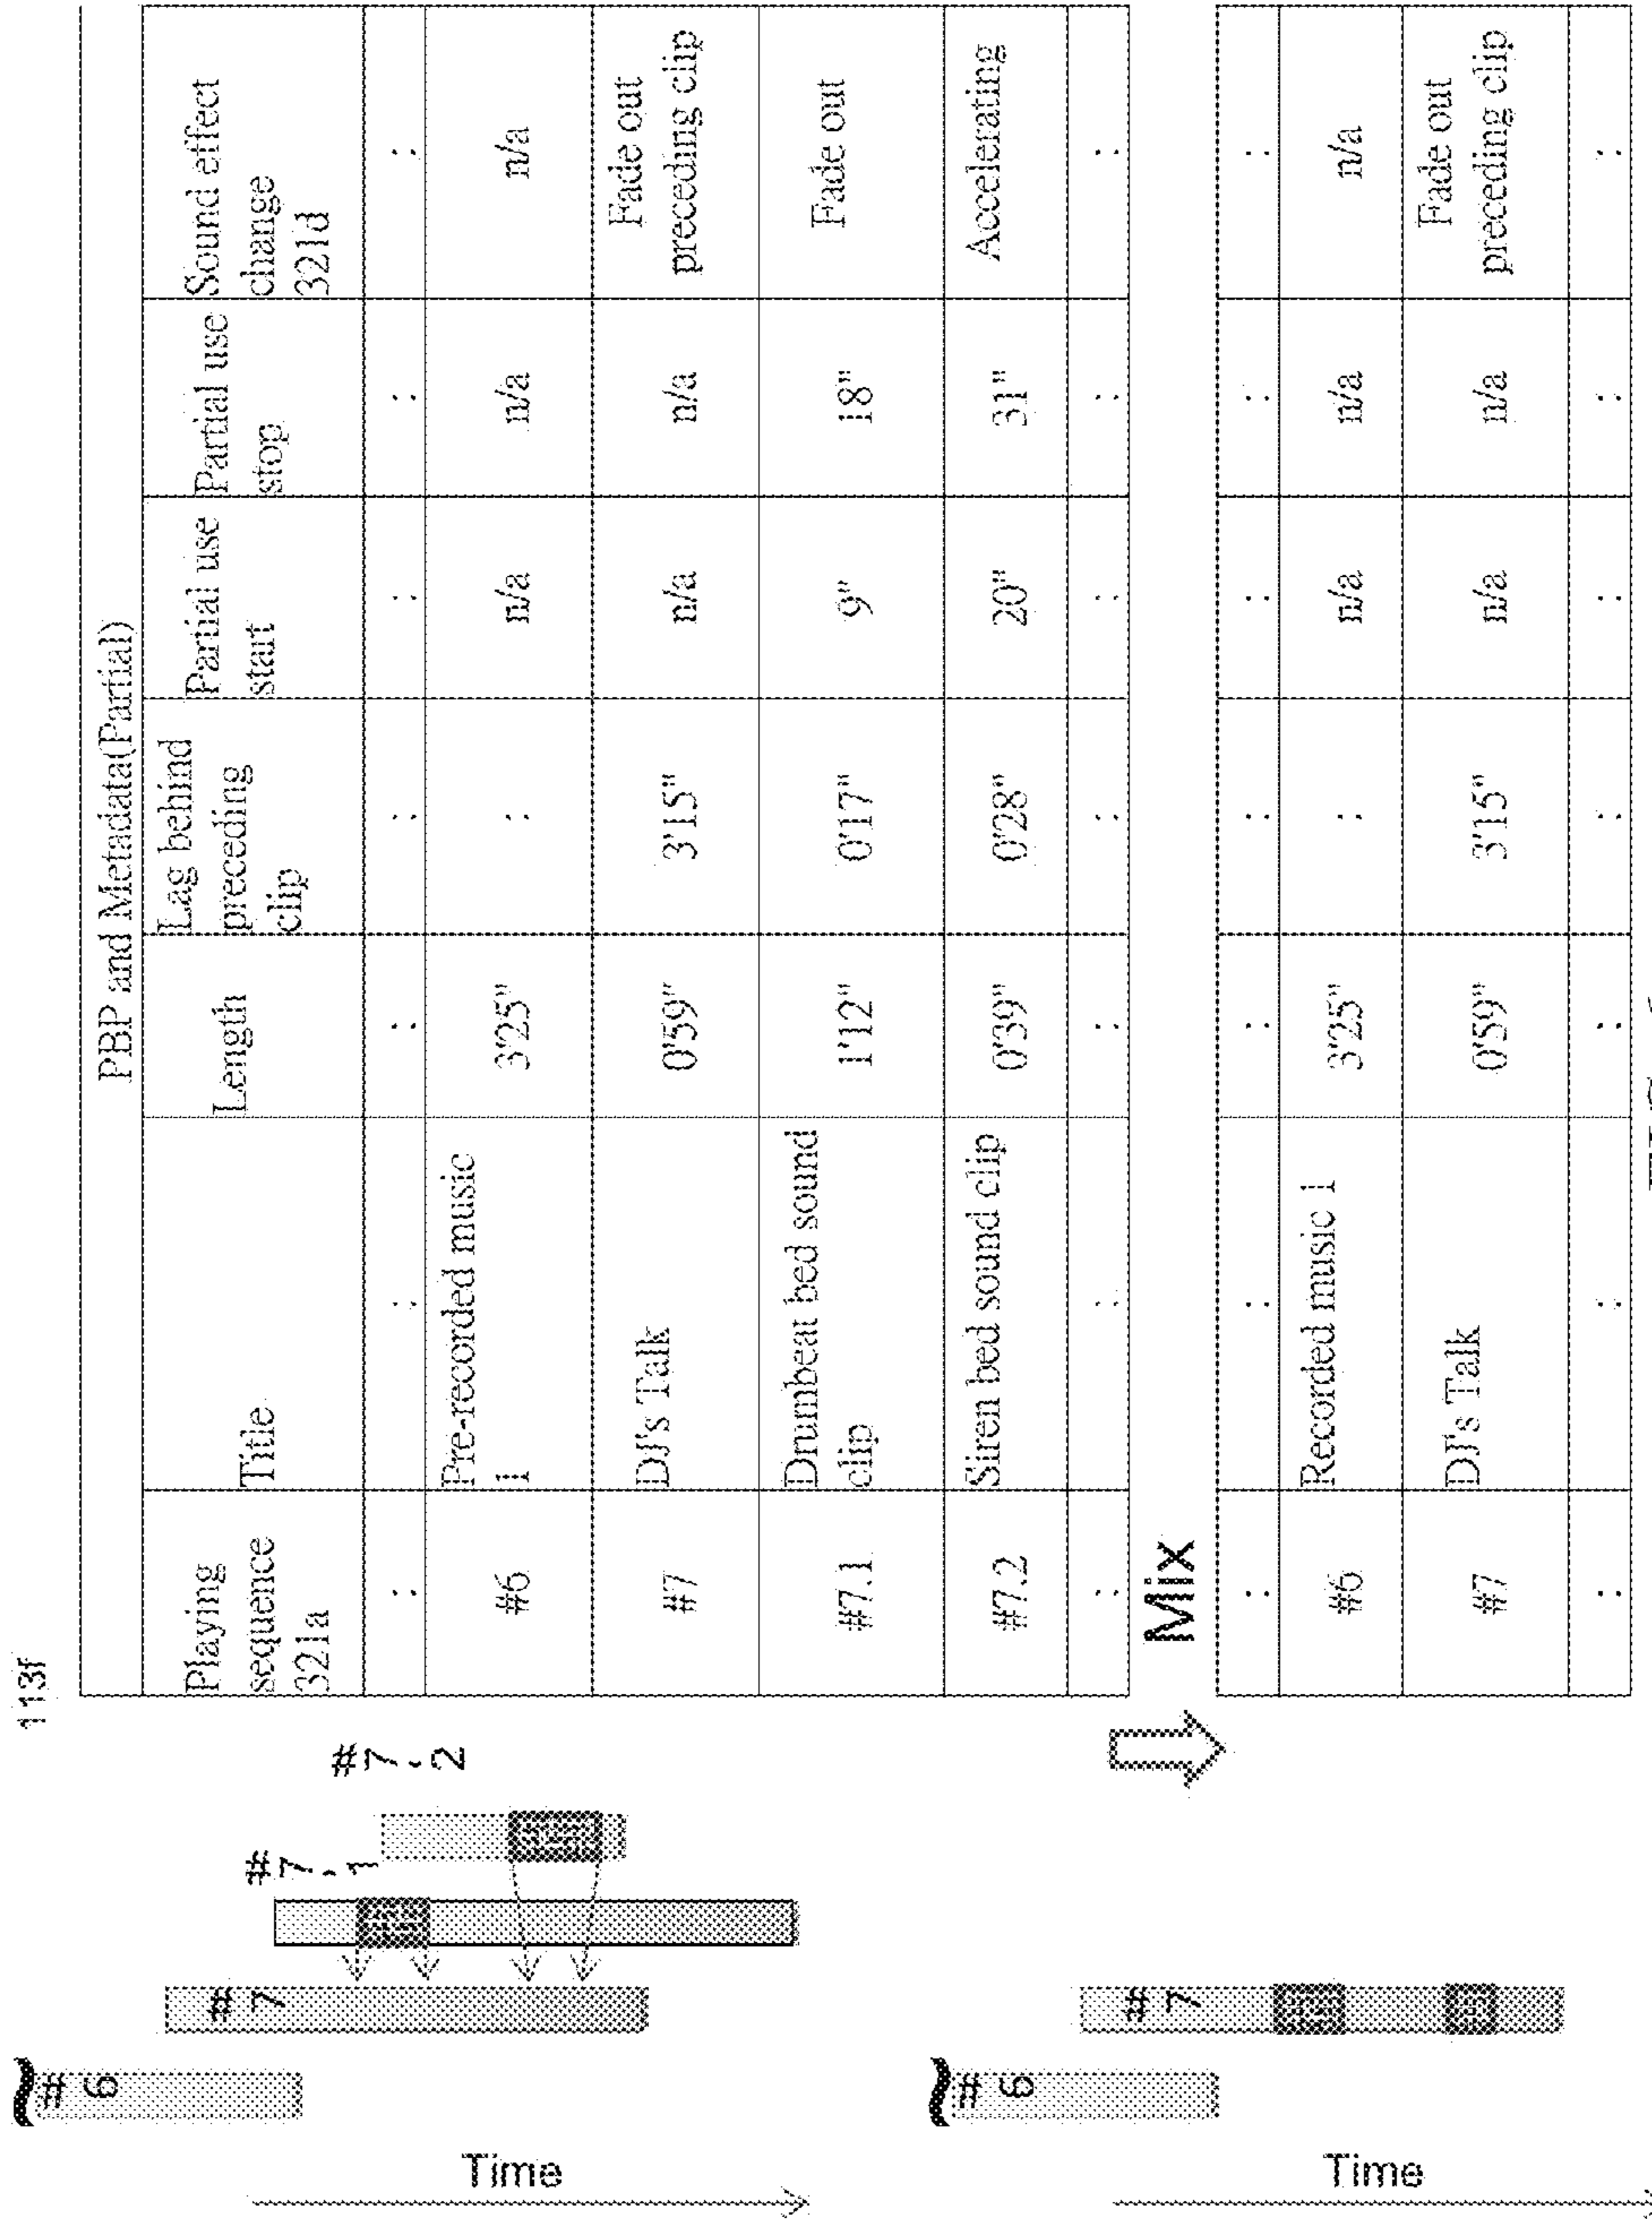 113f
PBP and Metadata(Partial)
Playing sequence 321a Title Length Lag behind preceding clip Partial use start Partial use stop Sound effect change 321d
: : : : : : :
#6 Pre-recorded music 1 3'25" : n/a n/a n/a
#7 DJ's Talk 0'59" 3'15" n/a n/a Fade out preceding clip
#7.1 Drumbeat bed sound clip 1'12" 0'17" 9" 18" Fade out
#7.2 Siren bed sound clip 0'39" 0'28" 20" 31" Accelerating
: : : : : : :
Mix
: : : : : : :
#6 Recorded music 1 3'25" : n/a n/a n/a
#7 DJ's Talk 0'59" 3'15" n/a n/a Fade out preceding clip
: : : : : : :
#7.2
#7.1
#7
#6
Time
#7
#6
Time